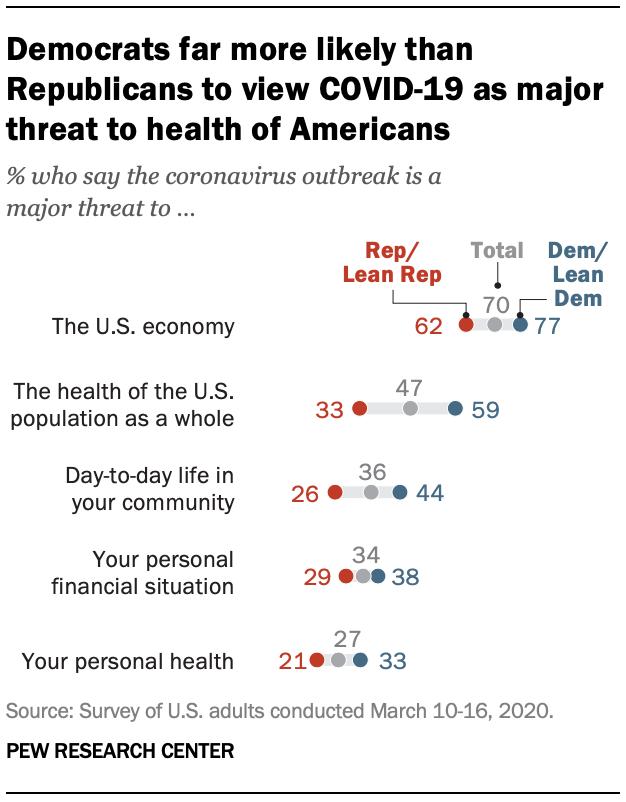 Democrats far more likely than
Republicans to view COVID-19 as major
threat to health of Americans
% who say the coronavirus outbreak is a
major threat to ...
Rep/
Lean Rep
Total
Dem/
Lean
Dem
The U.S. economy
62
70
77
The health of the U.S.
population as a whole
33
47
59
Day-to-day life in
your community
26
36
44
Your personal
financial situation
29
34
38
Your personal health
21
27
33
Source: Survey of U.S. adults conducted March 10-16, 2020.
PEW RESEARCH CENTER